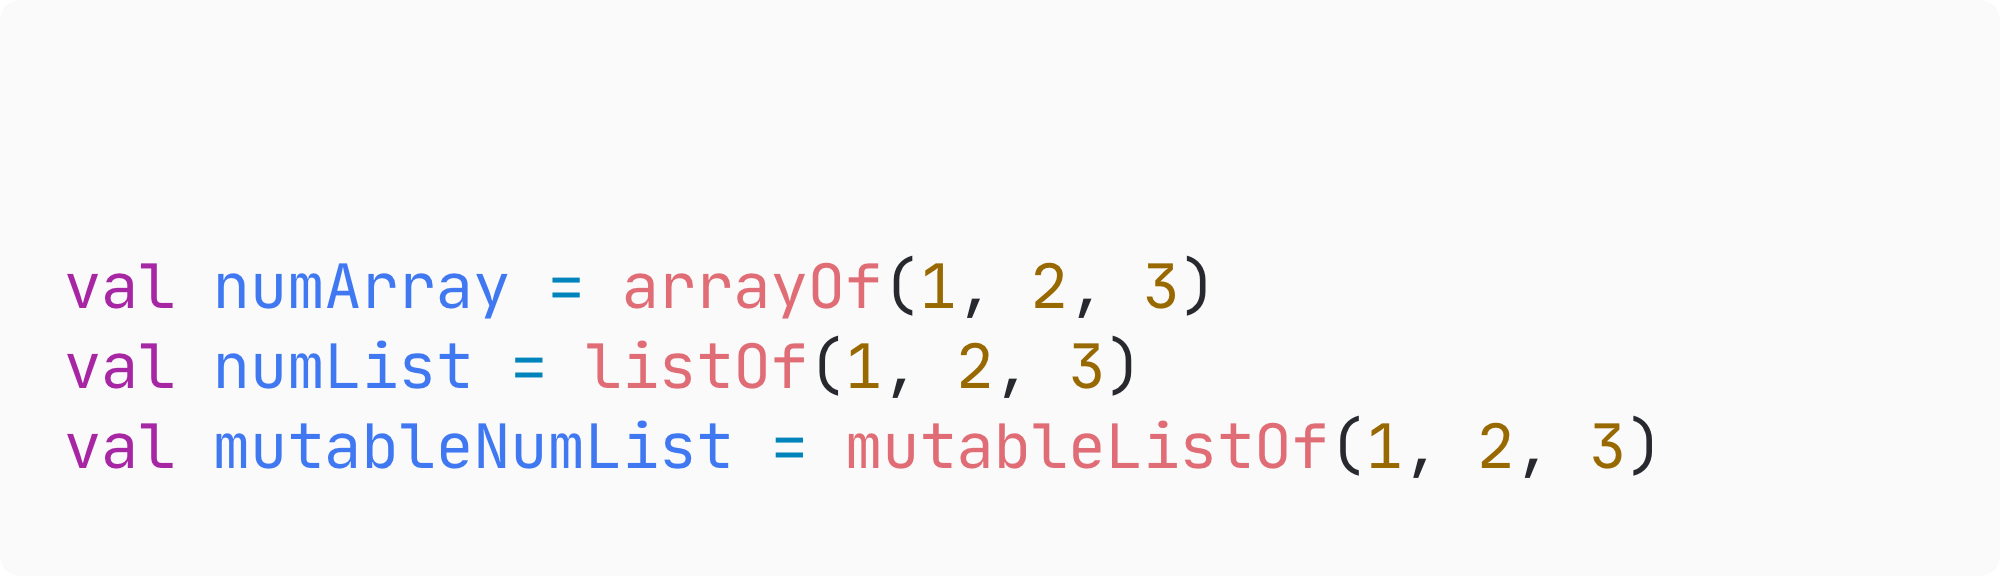 val numArray = arrayOf(1, 2, 3)
val numList = listOf(1, 2, 3)
val mutableNumList = mutableListOf(1, 2, 3)